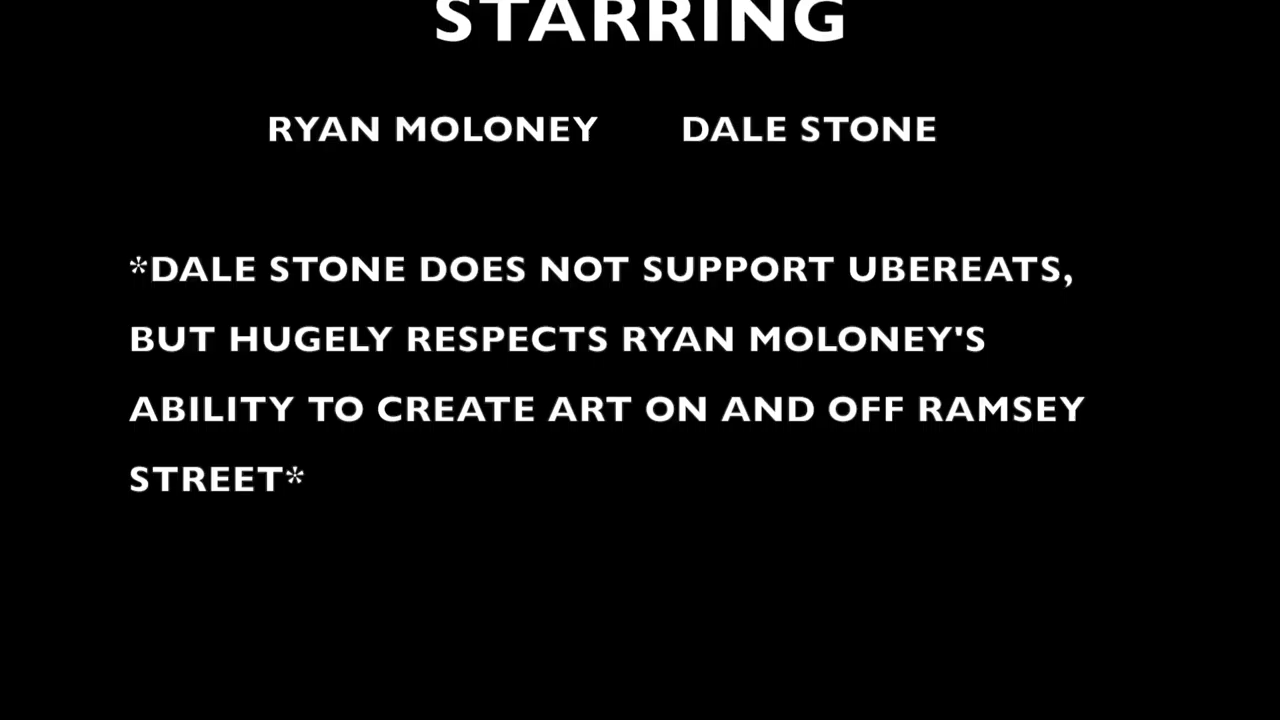 STARRING
RYAN MOLONEY DALE STONE
*DALE STONE DOES NOT SUPPORT UBEREATS,
BUT HUGELY RESPECTS RYAN MOLONEY'S
ABILITY TO CREATE ART ON AND OFF RAMSEY
STREET*